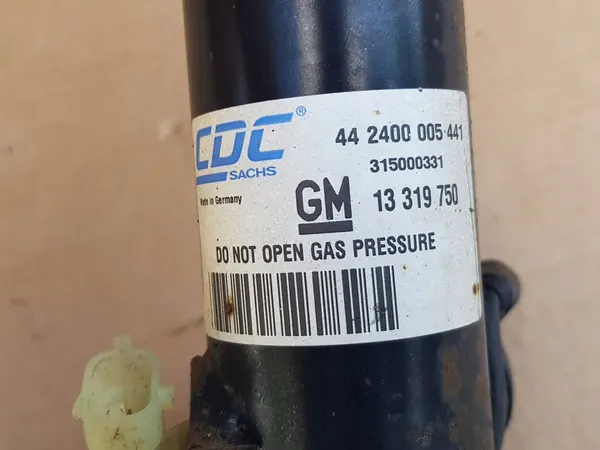 CDC ® 44 2400 005 441
SACHS 315000331
Made in Germany GM 13 319 750
DO NOT OPEN GAS PRESSURE